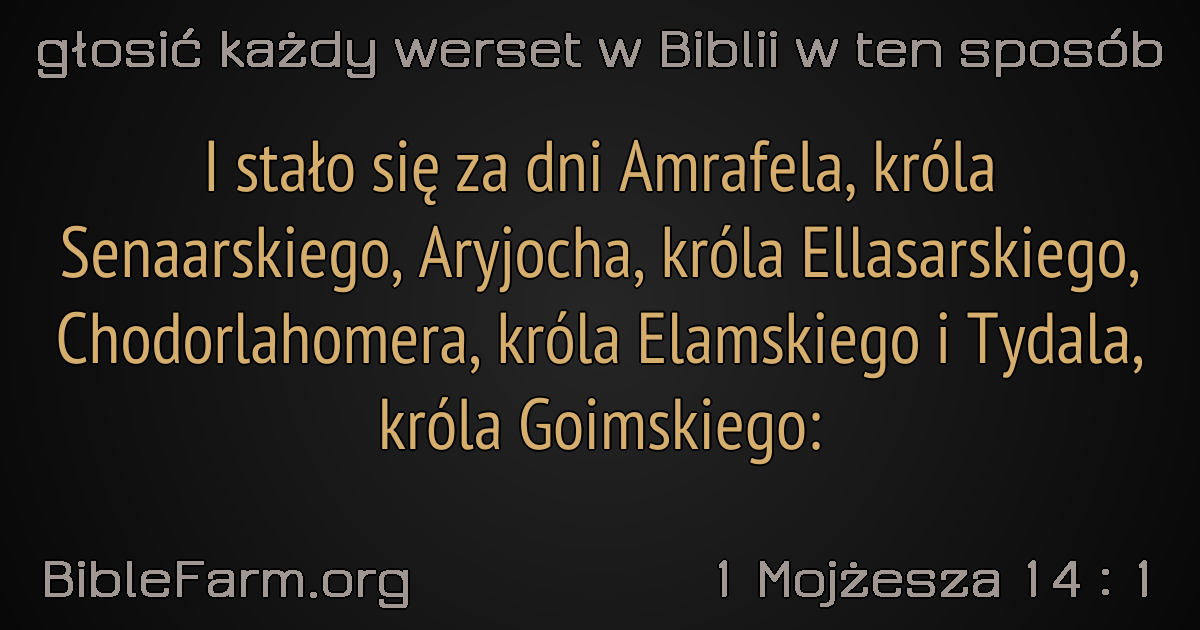 głosić każdy werset w Biblii w ten sposób
I stało się za dni Amrafela, króla
Senaarskiego, Aryjocha, króla Ellasarskiego,
Chodorlahomera, króla Elamskiego i Tydala,
króla Goimskiego:
BibleFarm.org
1 Mojżesza 14 : 1